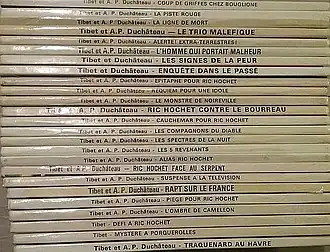 Tibet et A. P. Duchâteau - COUP DE GRIFFES CHEZ BOUGLIONE
Tibet et A. P. Duchâteau - LA PISTE ROUGE
Tibet et A. P. Duchâteau - LA LIGNE DE MORT
Tibet et A. P. Duchâteau — LE TRIO MALEFIQUE
Tibet et A. P. Duchâteau - ALERTE! EXTRA-TERRESTRES!
Tibet et A. P. Duchâteau - L'HOMME QUI PORTAIT MALHEUR
Tibet et A. P. Duchâteau - LES SIGNES DE LA PEUR
Tibet et A. P. Duchâteau - ENQUÊTE DANS LE PASSÉ
Tibet et A. P. Duchâteau - EPITAPHE POUR RIC HOCHET
Tibet et A. P. Duchâteau - REQUIEM POUR UNE IDOLE
Tibet et A. P. Duchâteau - LE MONSTRE DE NOIREVILLE
Tibet et A. P. Duchâteau - RIC HOCHET CONTRE LE BOURREAU
Tibet et A. P. Duchâteau - CAUCHEMAR POUR RIC HOCHET
Tibet et A. P. Duchâteau - LES COMPAGNONS DU DIABLE
Tibet et A. P. Duchâteau - LES SPECTRES DE LA NUIT
Tibet et A. P. Duchâteau - LES 5 REVENANTS
Tibet et A. P. Duchâteau - ALIAS RIC HOCHET
Tibet et A. P. Duchâteau - RIC HOCHET FACE AU SERPENT
Tibet et A. P. Duchâteau - SUSPENSE A LA TELEVISION
Tibet et A. P. Duchâteau - RAPT SUR LE FRANCE
Tibet et A. P. Duchâteau - PIEGE POUR RIC HOCHET
Tibet et A. P. Duchâteau - L'OMBRE DE CAMELEON
Tibet - DEFI A RIC HOCHET
Tibet - MYSTERE A PORQUEROLLES
Tibet et A. P. Duchâteau - TRAQUENARD AU HAVRE